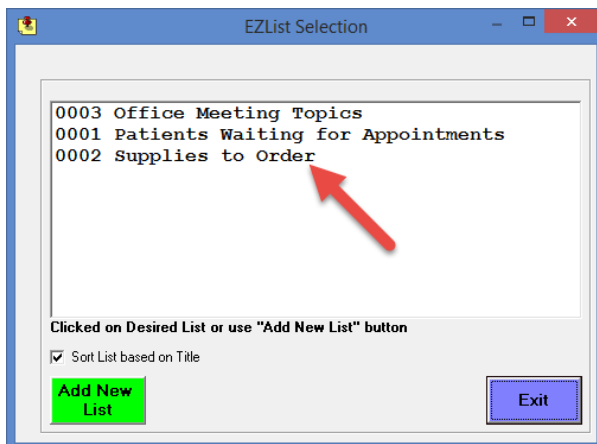 EZList Selection
0003 Office Meeting Topics
0001 Patients Waiting for Appointments
0002 Supplies to Order
Clicked on Desired List or use "Add New List" button
Sort List based on Title
Add New
List
Exit